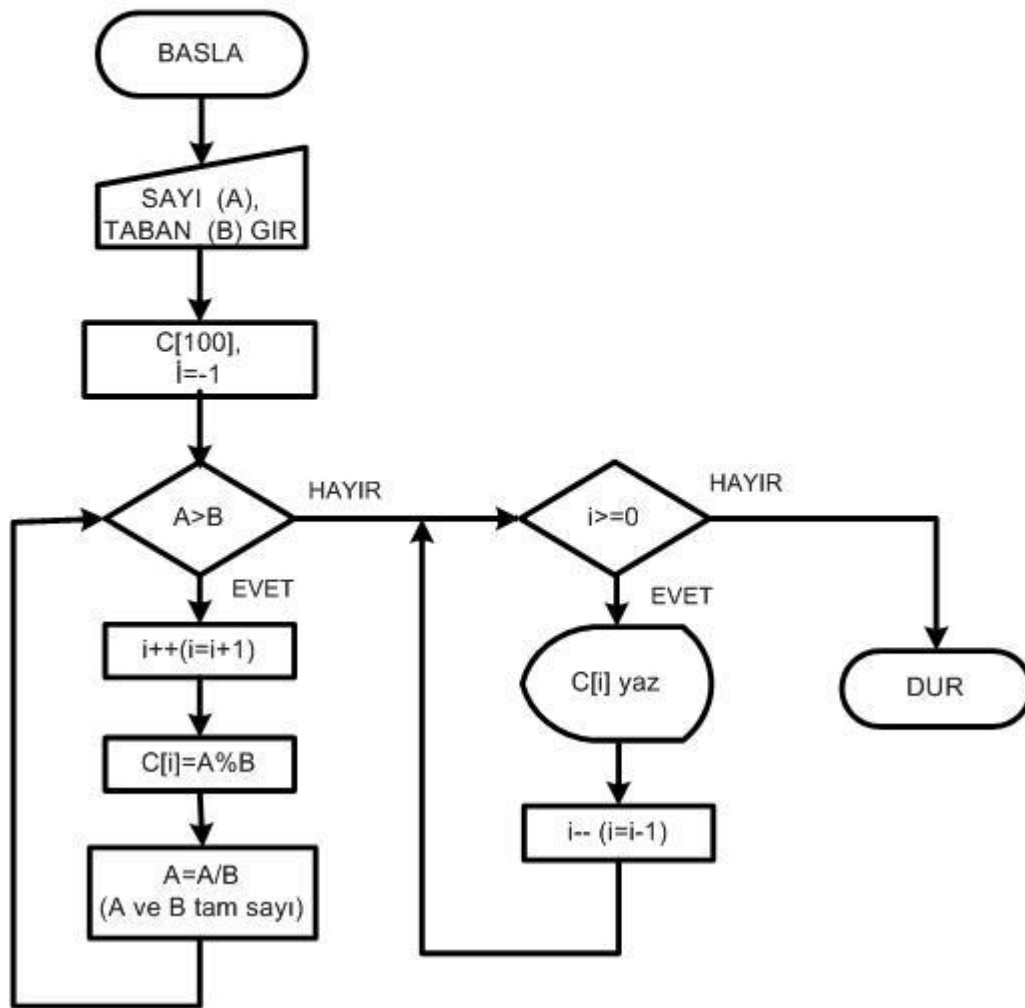 BASLA
SAYI (A),
TABAN (B) GIR
C[100],
İ=-1
A>B
HAYIR
EVET
i++(i=i+1)
C[i]=A%B
A=A/B
(A ve B tam sayı)
i>=0
HAYIR
EVET
C[i] yaz
i-- (i=i-1)
DUR